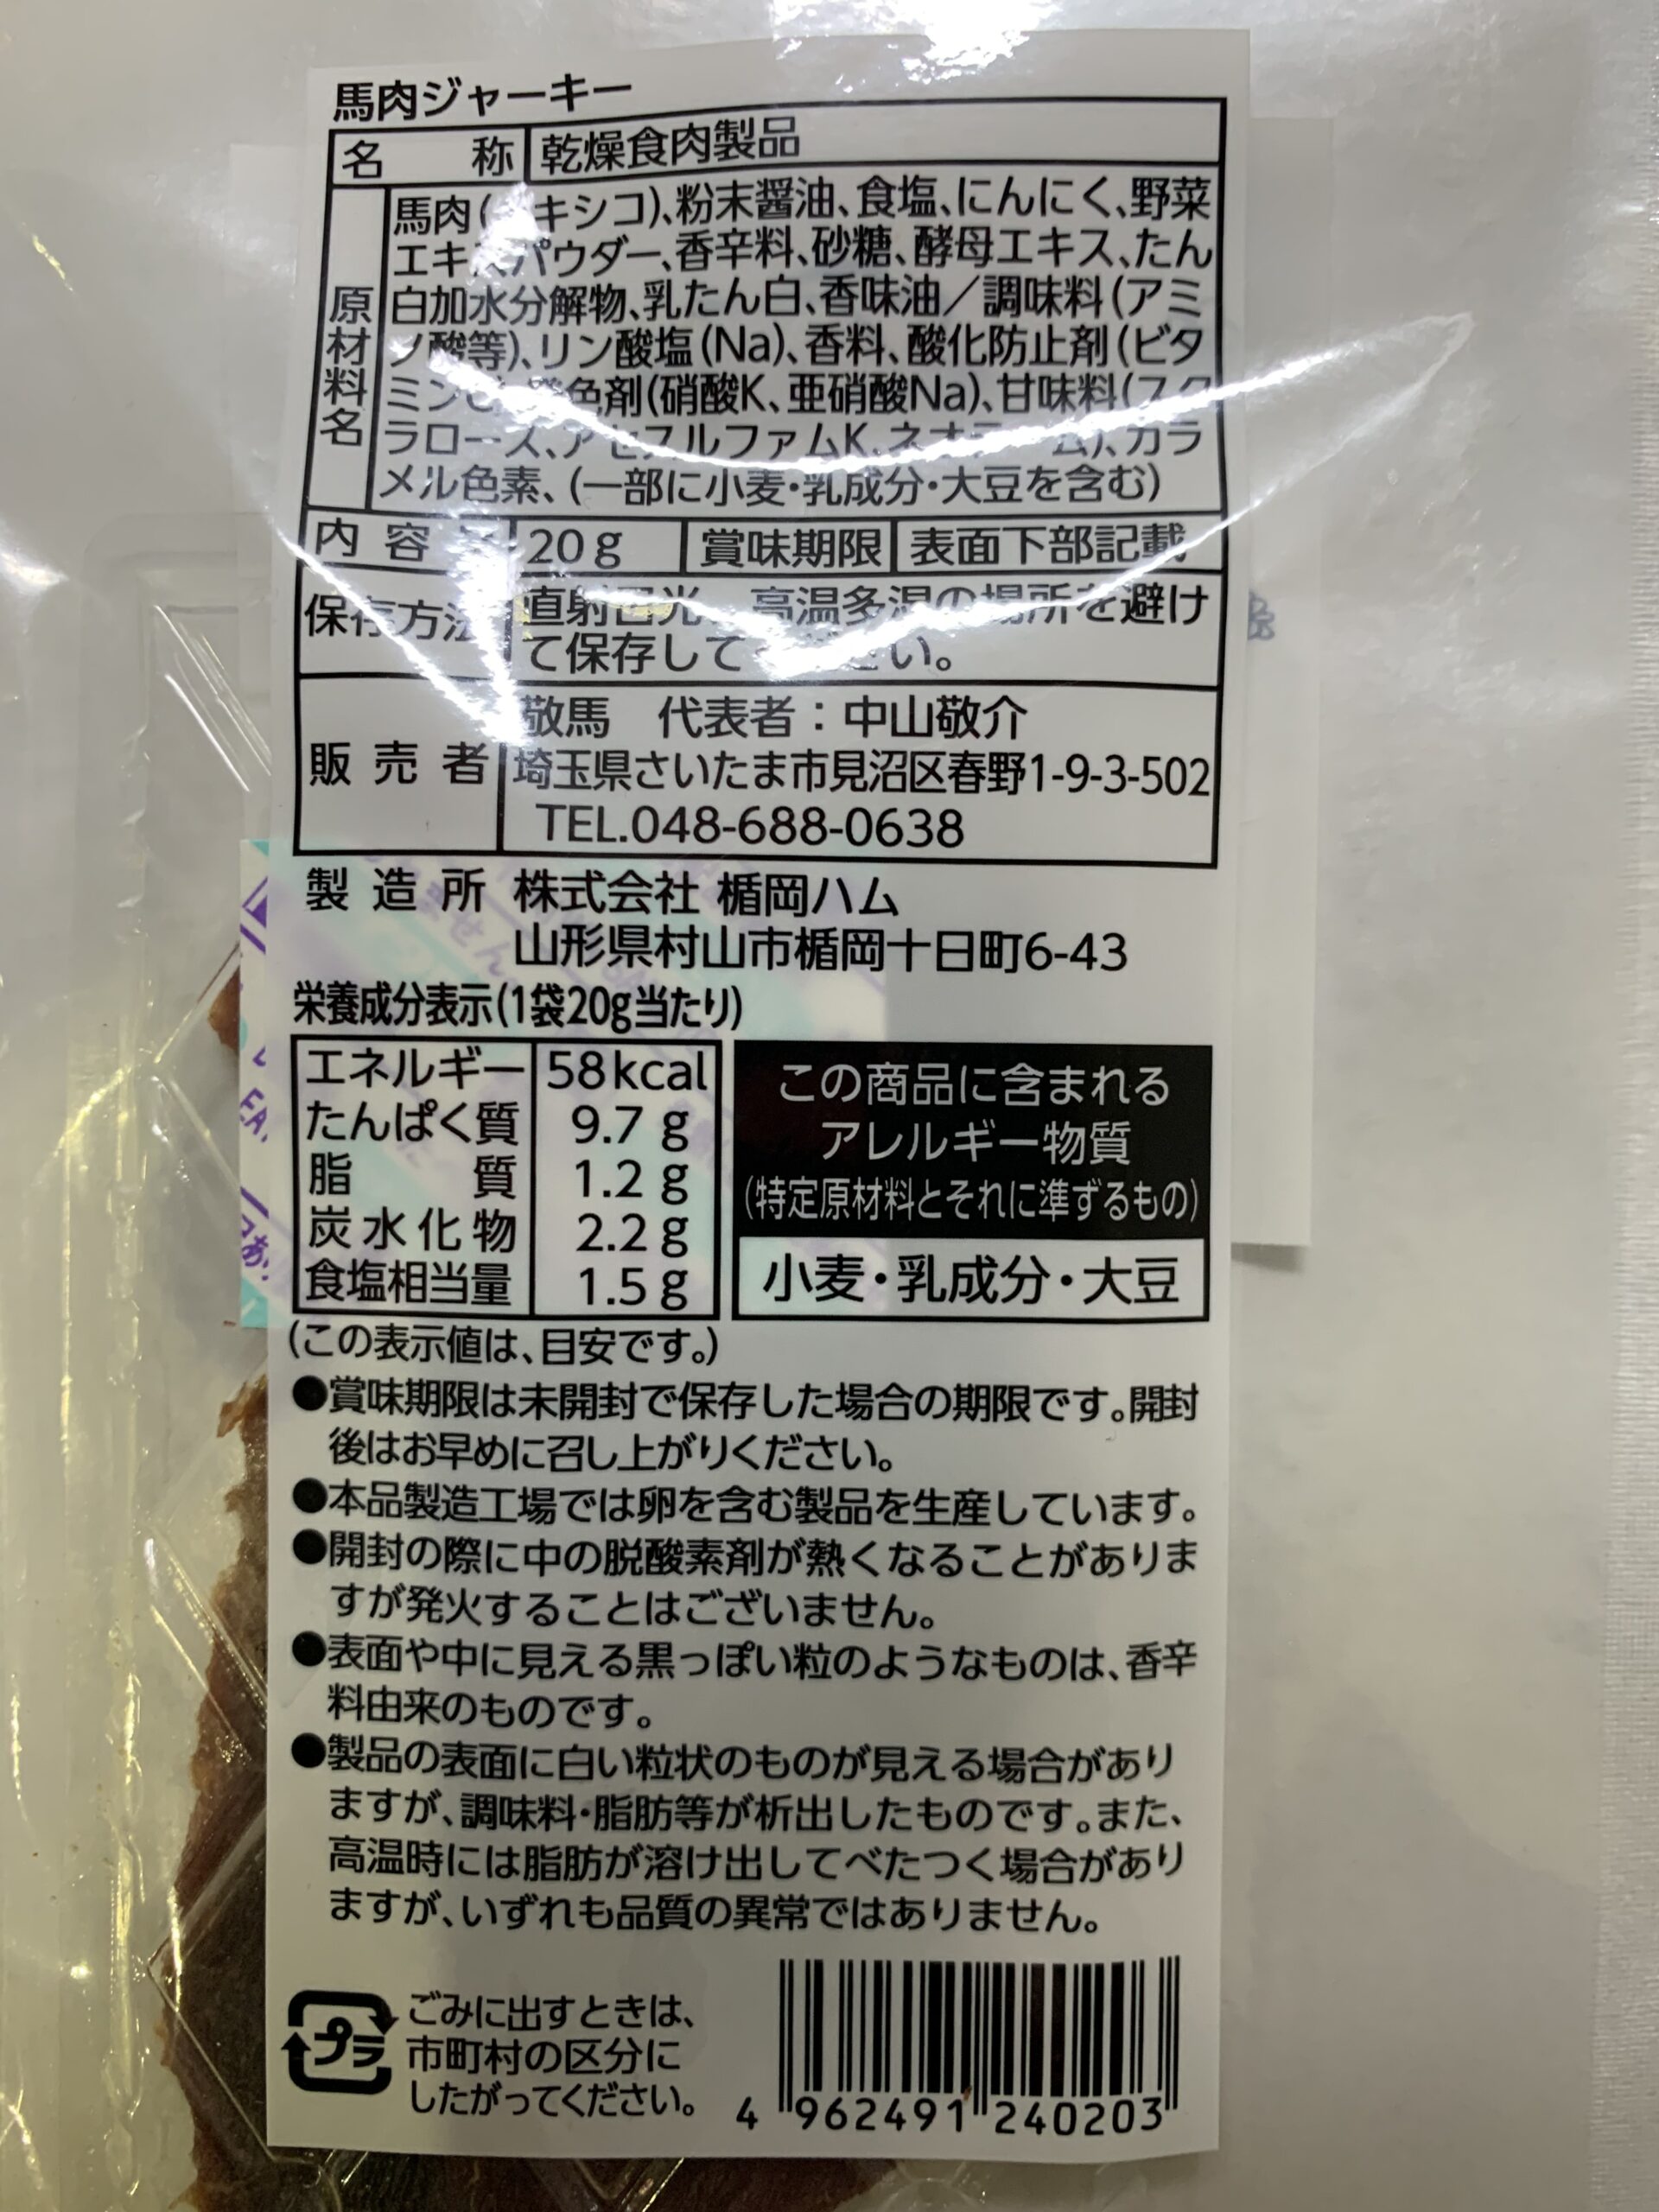 馬肉ジャーキー
名 称 乾燥食肉製品
原材料名
馬肉( キシコ)、粉末醤油、食塩、にんにく、野菜
エキスパウダー、香辛料、砂糖、酵母エキス、たん
白加水分解物、乳たん白、香味油/調味料(アミ
ノ酸等)、リン酸塩(Na)、香料、酸化防止剤(ビタ
ミンC)、発色剤(硝酸K、亜硝酸Na)、甘味料(スク
ラロース、アセスルファムK、ネオテーム)、カラ
メル色素、(一部に小麦・乳成分・大豆を含む)
内容 20g 賞味期限 表面下部記載
保存方法 直射日光、高温多湿の場所を避け
て保存して い。
販売者
敬馬 代表者:中山敬介
埼玉県さいたま市見沼区春野1-9-3-502
TEL.048-688-0638
製造所 株式会社 楯岡ハム
山形県村山市楯岡十日町6-43
栄養成分表示(1袋20g当たり)
エネルギー 58kcal
たんぱく質 9.7g
脂質 1.2g
炭水化物 2.2g
食塩相当量 1.5g
この商品に含まれる
アレルギー物質
(特定原材料とそれに準ずるもの)
小麦・乳成分・大豆
(この表示値は、目安です。)
●賞味期限は未開封で保存した場合の期限です。開封
後はお早めに召し上がりください。
●本品製造工場では卵を含む製品を生産しています。
●開封の際に中の脱酸素剤が熱くなることがありま
すが発火することはございません。
●表面や中に見える黒っぽい粒のようなものは、香辛
料由来のものです。
●製品の表面に白い粒状のものが見える場合があり
ますが、調味料・脂肪等が析出したものです。また、
高温時には脂肪が溶け出してべたつく場合があり
ますが、いずれも品質の異常ではありません。
プラ
ごみに出すときは、
市町村の区分に
したがってください。
4 962491 240203